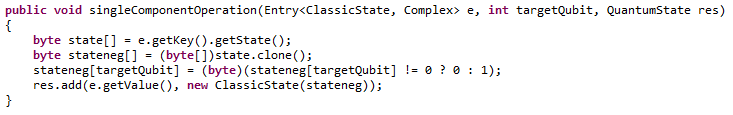 public void singleComponentOperation(Entry<ClassicState, Complex> e, int targetQubit, QuantumState res)
{
    byte state[] = e.getKey().getState();
    byte stateneg[] = (byte[])state.clone();
    stateneg[targetQubit] = (byte)(stateneg[targetQubit] != 0 ? 0 : 1);
    res.add(e.getValue(), new ClassicState(stateneg));
}